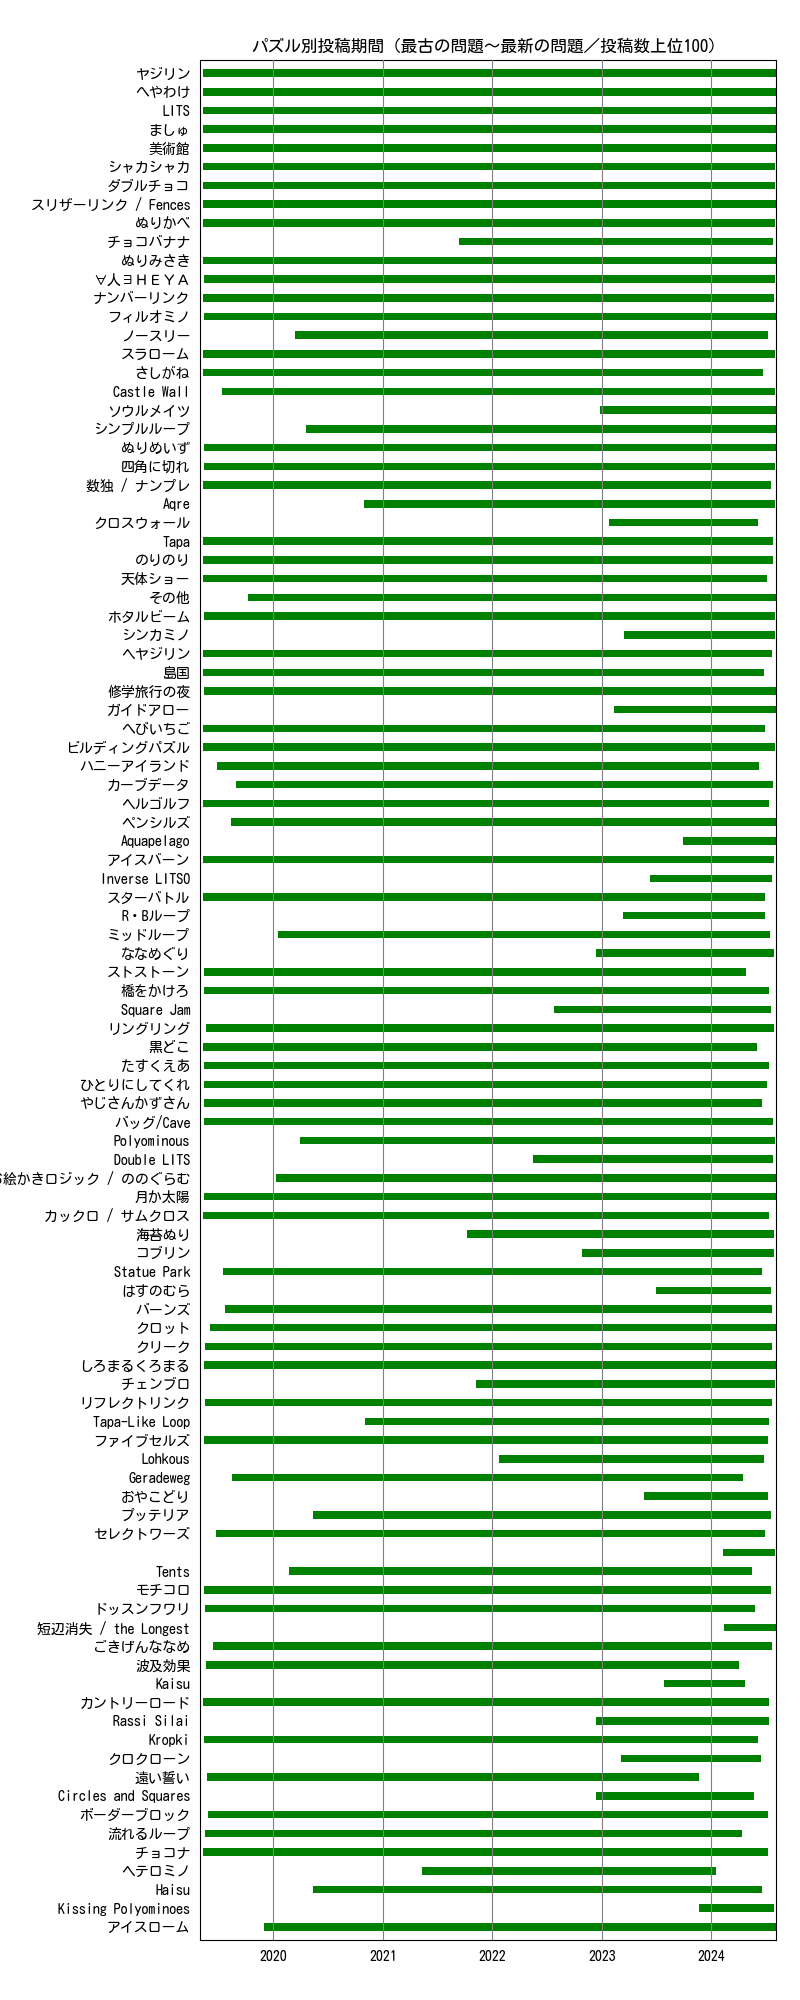 パズル別投稿期間（最古の問題～最新の問題／投稿数上位100）
ヤジリン
へやわけ
LITS
ましゅ
美術館
シャカシャカ
ダブルチョコ
スリザーリンク / Fences
ぬりかべ
チョコバナナ
ぬりみさき
∀人∃ＨＥＹＡ
ナンバーリンク
フィルオミノ
ノースリー
スラローム
さしがね
Castle Wall
ソウルメイツ
シンプルループ
ぬりめいず
四角に切れ
数独 / ナンプレ
Aqre
クロスウォール
Tapa
のりのり
天体ショー
その他
ホタルビーム
シンカミノ
ヘヤジリン
島国
修学旅行の夜
ガイドアロー
へびいちご
ビルディングパズル
ハニーアイランド
カーブデータ
ヘルゴルフ
ペンシルズ
Aquapelago
アイスバーン
Inverse LITSO
スターバトル
R・Bループ
ミッドループ
ななめぐり
ストストーン
橋をかけろ
Square Jam
リングリング
黒どこ
たすくえあ
ひとりにしてくれ
やじさんかずさん
バッグ/Cave
Polyominous
Double LITS
絵かきロジック / ののぐらむ
月か太陽
カックロ / サムクロス
海苔ぬり
コブリン
Statue Park
はすのむら
バーンズ
クロット
クリーク
しろまるくろまる
チェンブロ
リフレクトリンク
Tapa-Like Loop
ファイブセルズ
Lohkous
Geradeweg
おやこどり
プッテリア
セレクトワーズ
Tents
モチコロ
ドッスンフワリ
短辺消失 / the Longest
ごきげんななめ
波及効果
Kaisu
カントリーロード
Rassi Silai
Kropki
クロクローン
遠い誓い
Circles and Squares
ボーダーブロック
流れるループ
チョコナ
ヘテロミノ
Haisu
Kissing Polyominoes
アイスローム
2020 2021 2022 2023 2024